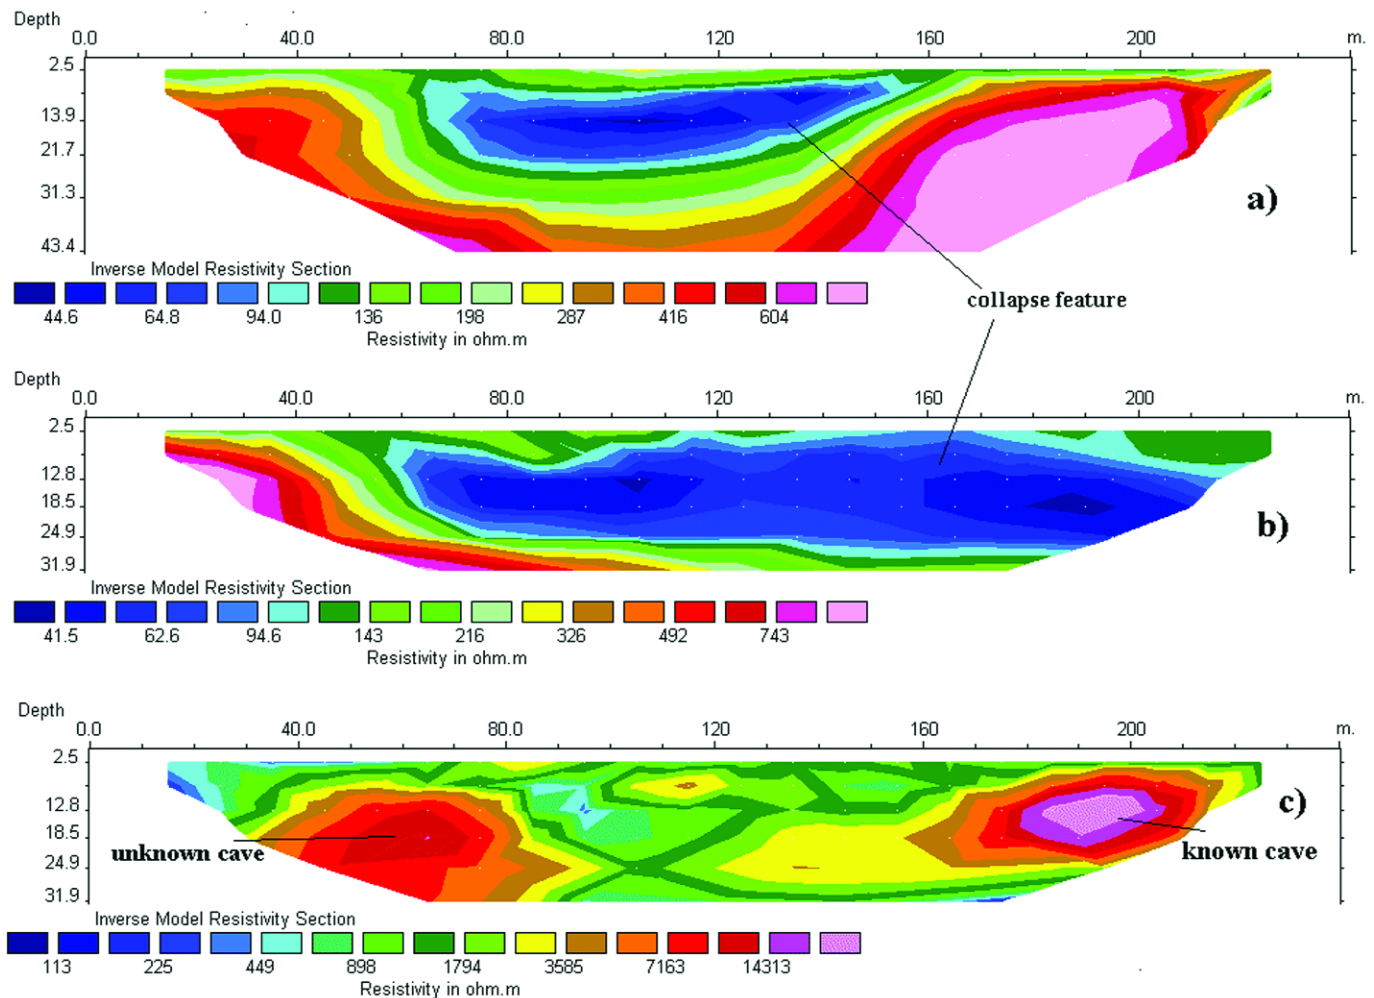 Depth
0.0 40.0 80.0 120 160 200 m.
2.5
13.9
21.7
31.3
43.4
a)
Inverse Model Resistivity Section
44.6 64.8 94.0 136 198 287 416 604
Resistivity in ohm.m
collapse feature
Depth
0.0 40.0 80.0 120 160 200 m.
2.5
12.8
18.5
24.9
31.9
b)
Inverse Model Resistivity Section
41.5 62.6 94.6 143 216 326 492 743
Resistivity in ohm.m
Depth
0.0 40.0 80.0 120 160 200 m.
2.5
12.8
18.5
24.9
31.9
c)
unknown cave
known cave
Inverse Model Resistivity Section
113 225 449 898 1794 3585 7163 14313
Resistivity in ohm.m